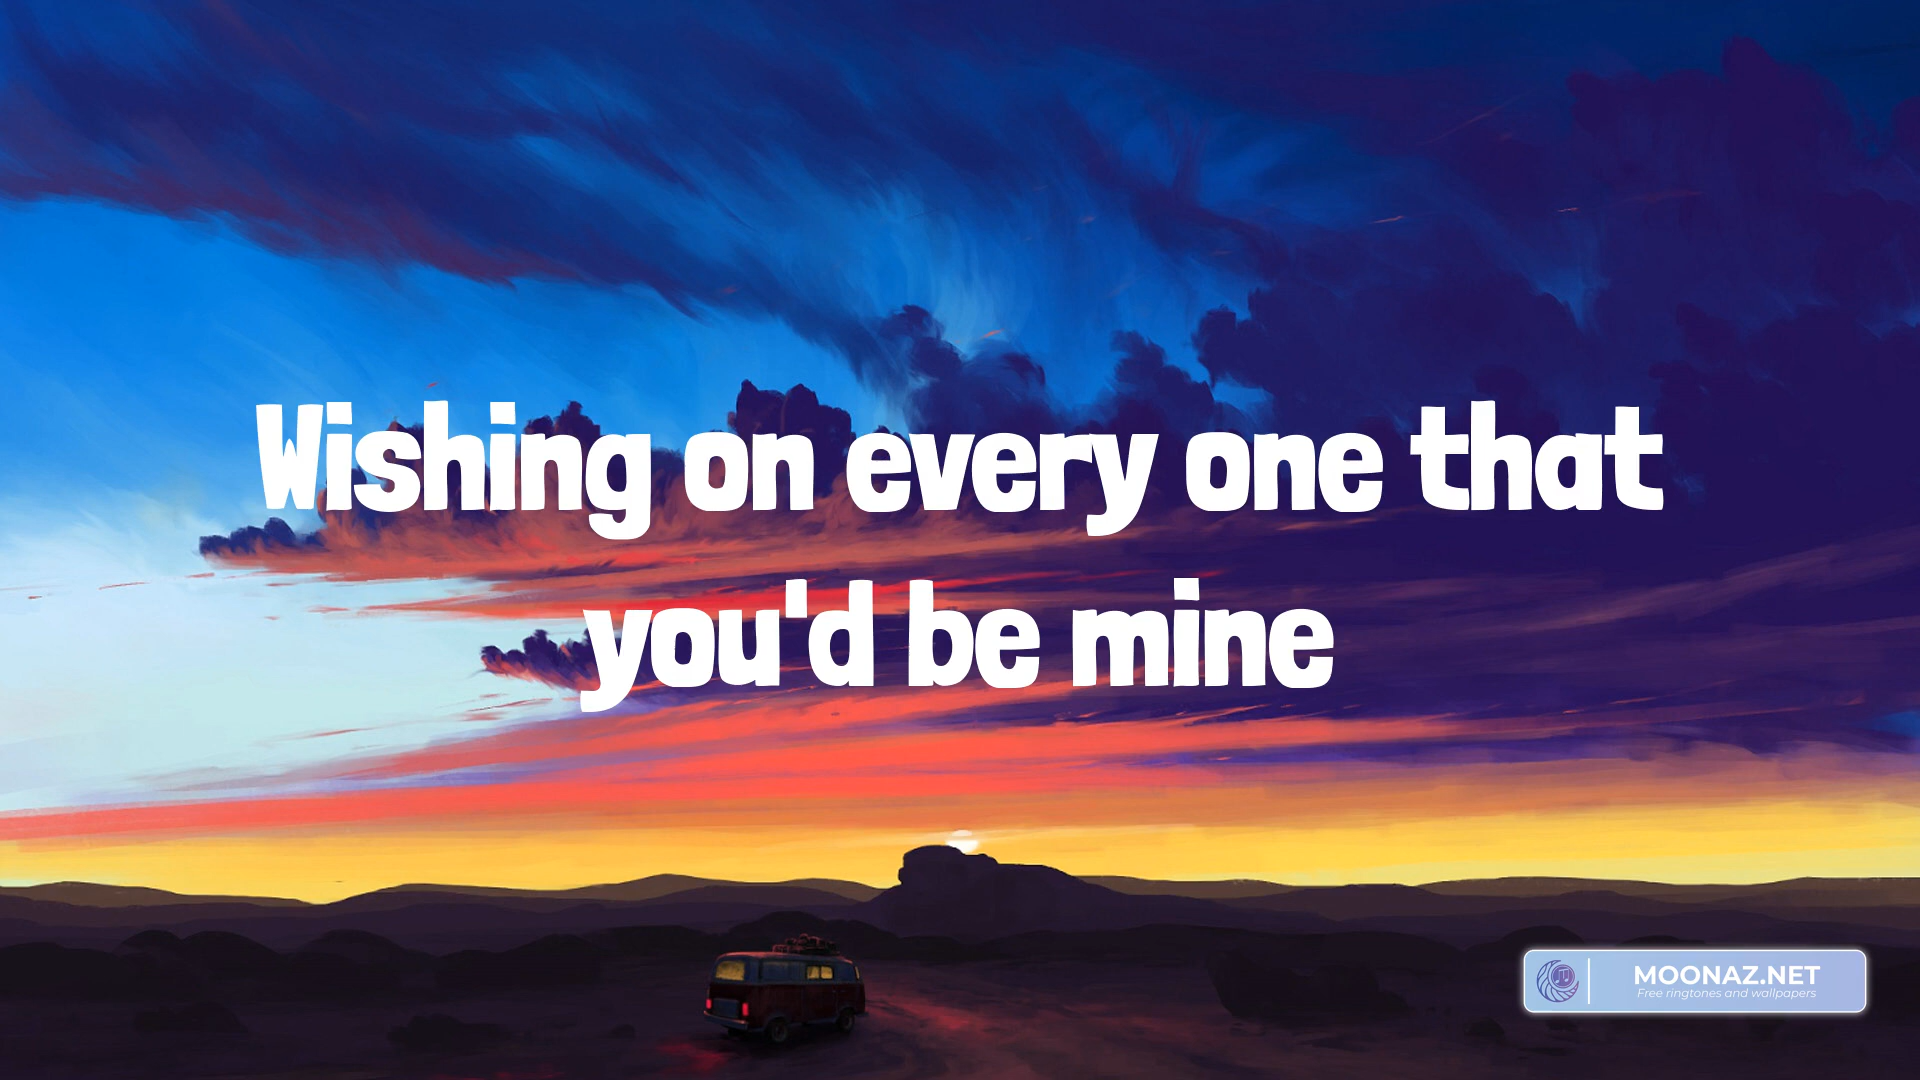 Wishing on every one that
you'd be mine
MOONAZ.NET
Free ringtones and wallpapers